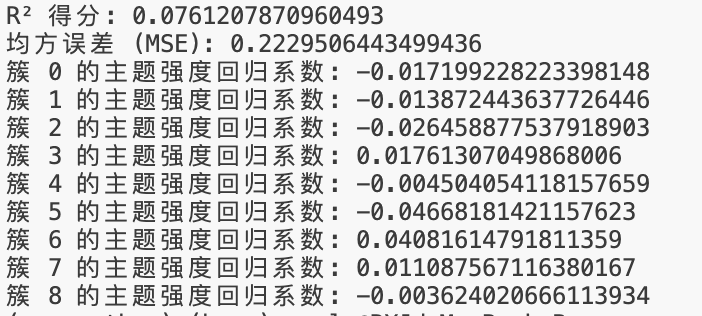 R² 得分: 0.0761207870960493
均方误差 (MSE): 0.2229506443499436
簇 0 的主题强度回归系数: -0.017199228223398148
簇 1 的主题强度回归系数: -0.013872443637726446
簇 2 的主题强度回归系数: -0.026458877537918903
簇 3 的主题强度回归系数: 0.01761307049868006
簇 4 的主题强度回归系数: -0.004504054118157659
簇 5 的主题强度回归系数: -0.04668181421157623
簇 6 的主题强度回归系数: 0.04081614791811359
簇 7 的主题强度回归系数: 0.011087567116380167
簇 8 的主题强度回归系数: -0.003624020666113934